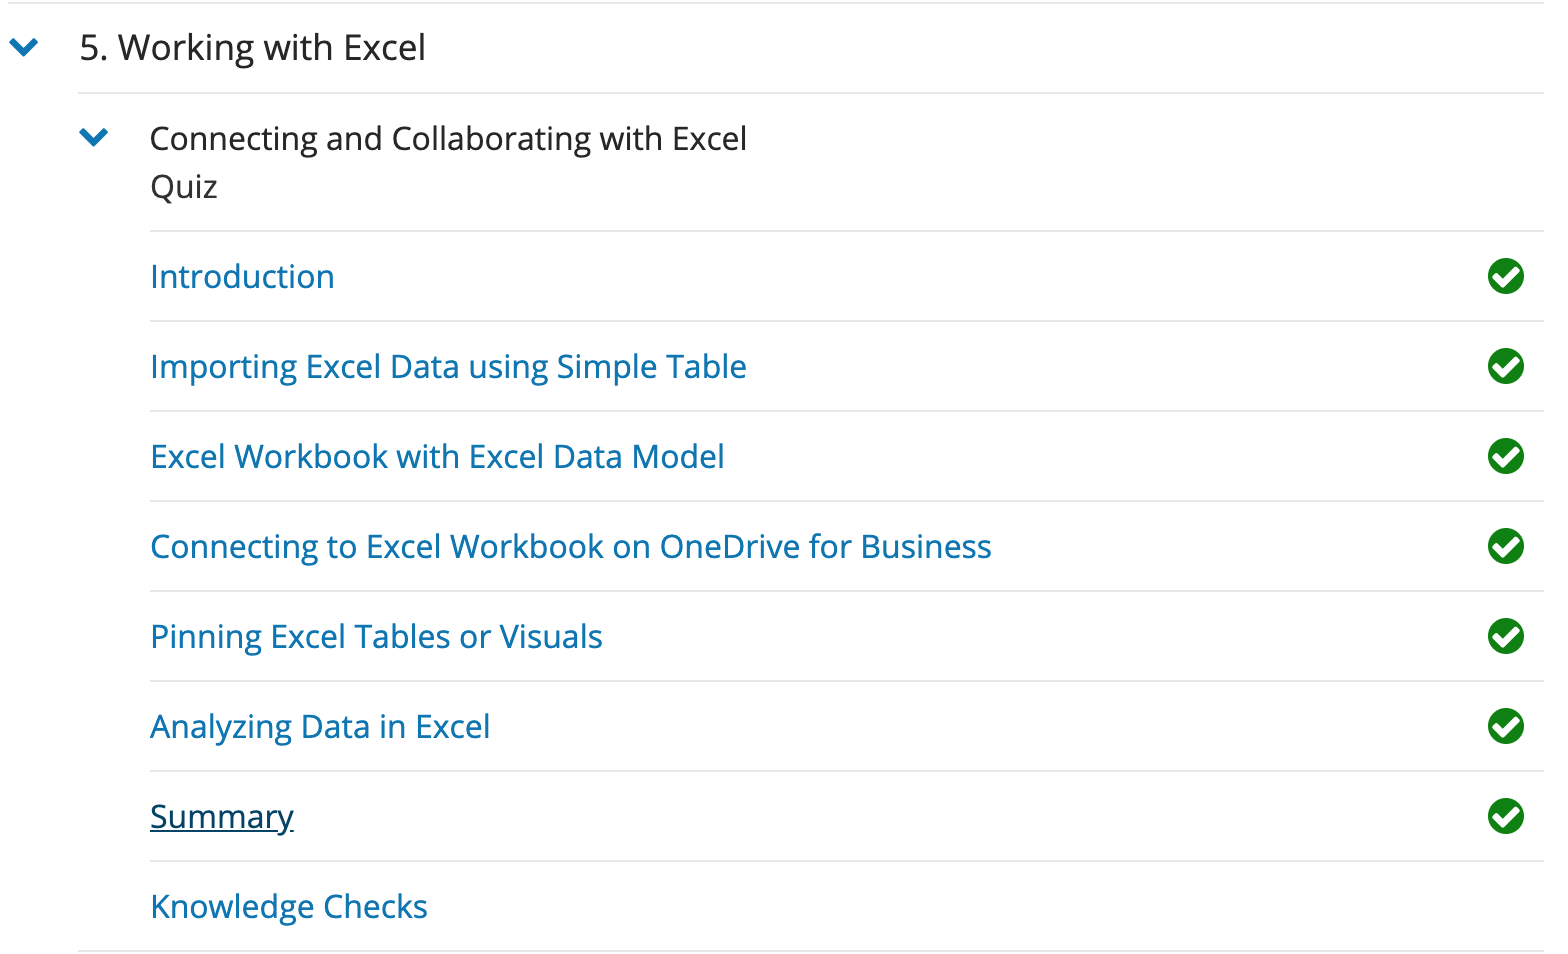 5. Working with Excel
Connecting and Collaborating with Excel
Quiz
Introduction
Importing Excel Data using Simple Table
Excel Workbook with Excel Data Model
Connecting to Excel Workbook on OneDrive for Business
Pinning Excel Tables or Visuals
Analyzing Data in Excel
Summary
Knowledge Checks